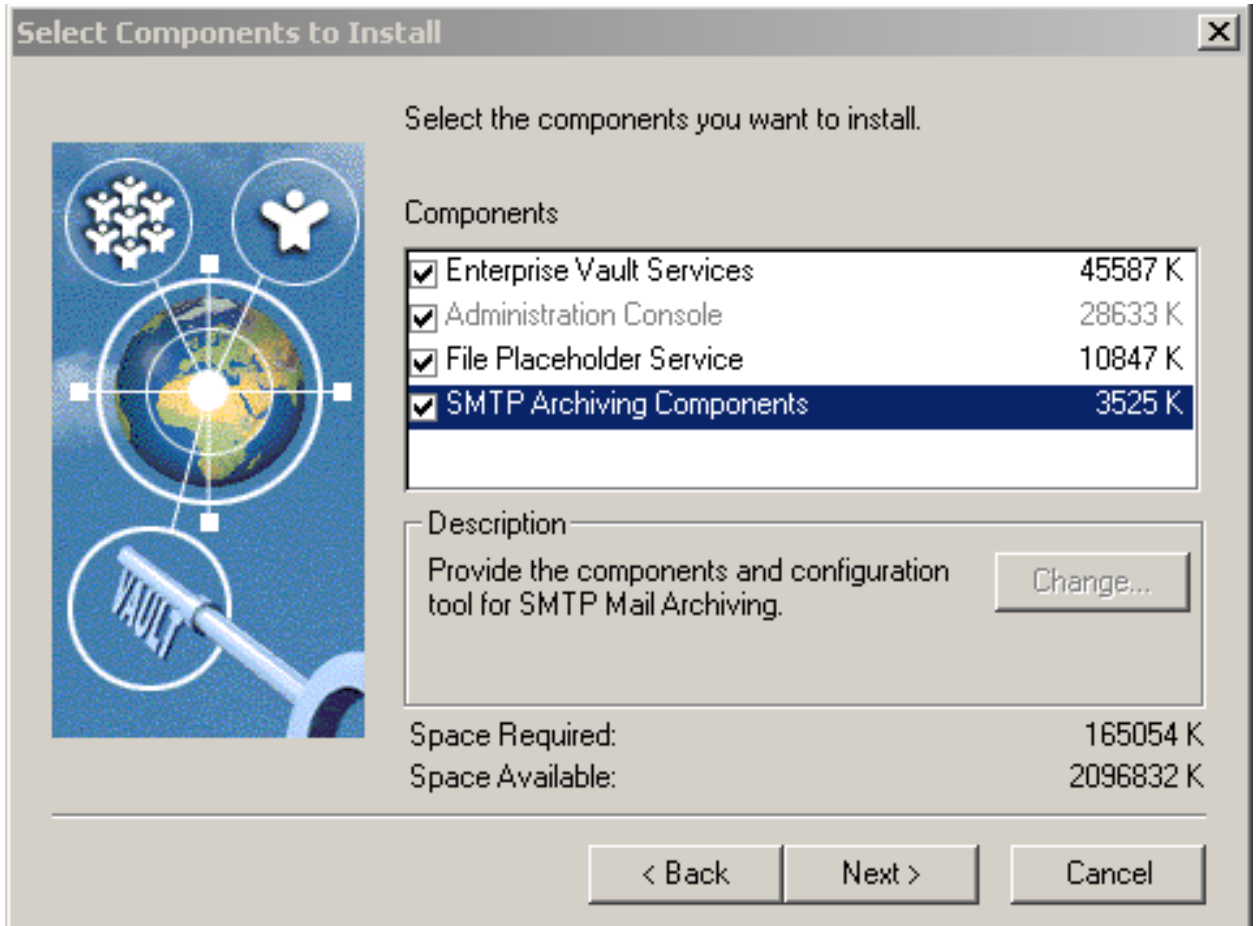 Select Components to Install
Select the components you want to install.
Components
Enterprise Vault Services 45587 K
Administration Console 28633 K
File Placeholder Service 10847 K
SMTP Archiving Components 3525 K
Description
Provide the components and configuration
tool for SMTP Mail Archiving.
Change...
VAULT
Space Required: 165054 K
Space Available: 2096832 K
< Back Next > Cancel